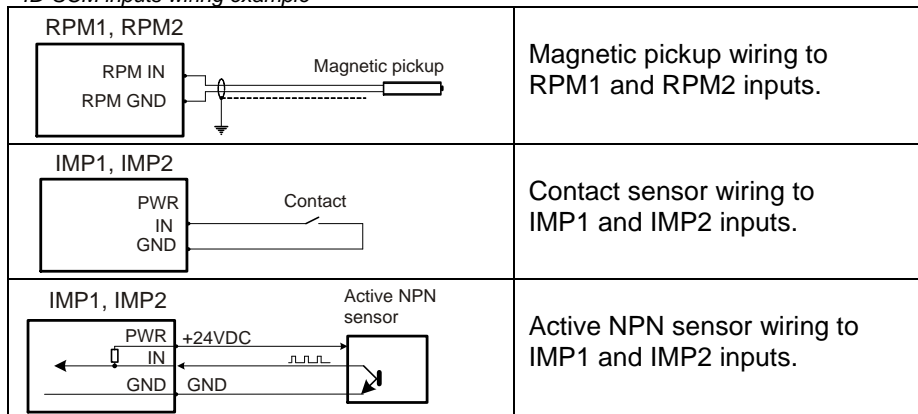 RPM1, RPM2
RPM IN
RPM GND
Magnetic pickup
Magnetic pickup wiring to
RPM1 and RPM2 inputs.
IMP1, IMP2
PWR
IN
GND
Contact
Contact sensor wiring to
IMP1 and IMP2 inputs.
IMP1, IMP2
PWR
IN
GND
+24VDC
GND
Active NPN
sensor
Active NPN sensor wiring to
IMP1 and IMP2 inputs.